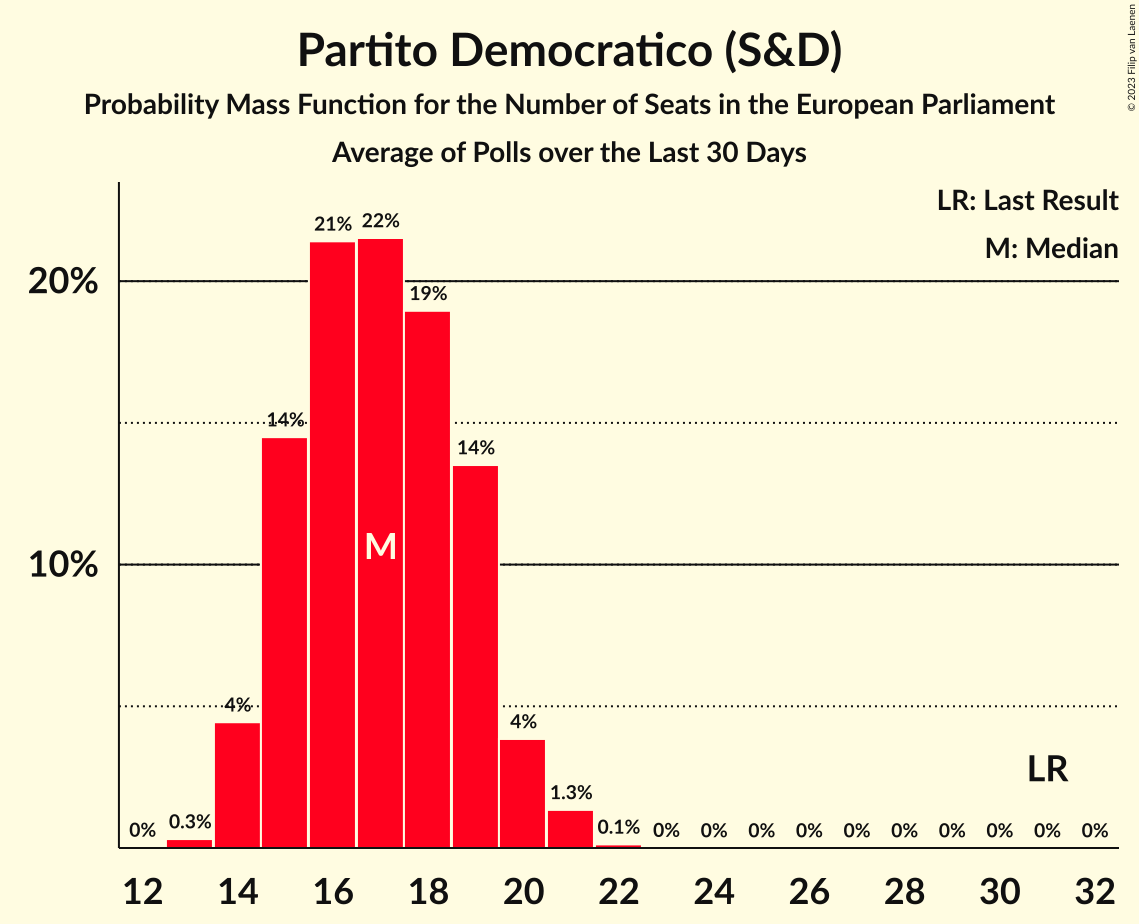 Partito Democratico (S&D)
Probability Mass Function for the Number of Seats in the European Parliament
Average of Polls over the Last 30 Days
© 2023 Filip van Laenen
LR: Last Result
M: Median
20%
10%
0% 0.3% 4% 14% 21% 22% 19% 14% 4% 1.3% 0.1% 0% 0% 0% 0% 0% 0% 0% 0% 0% 0%
M
LR
12 14 16 18 20 22 24 26 28 30 32